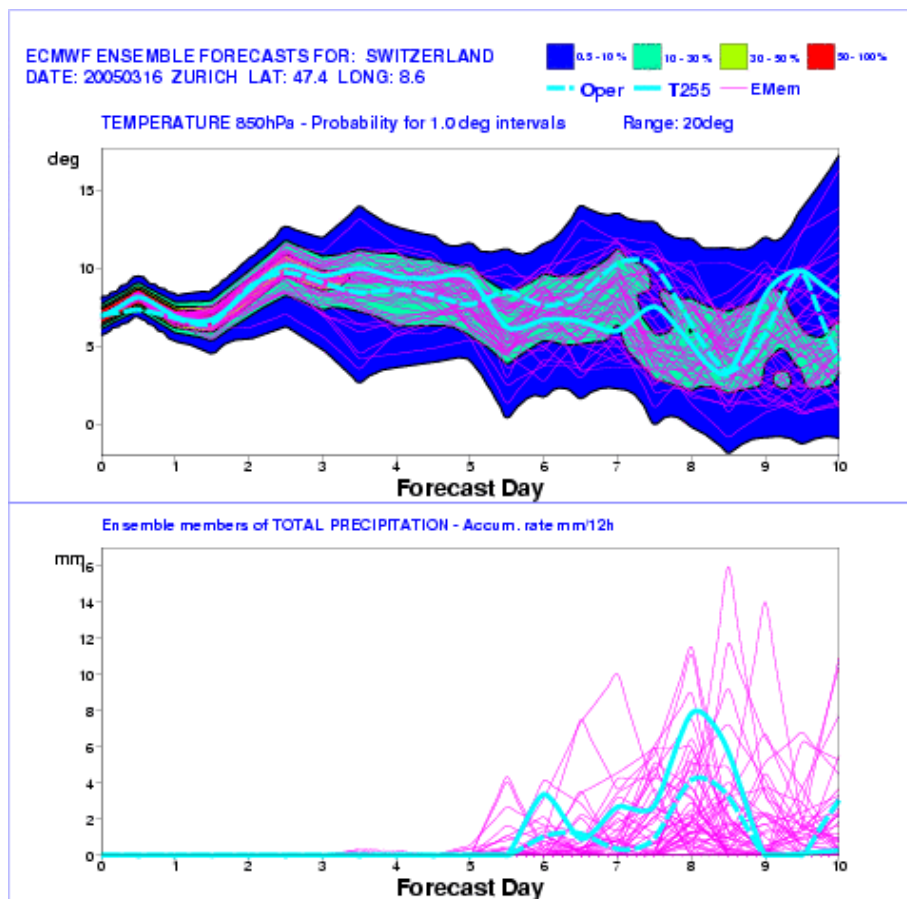 ECMWF ENSEMBLE FORECASTS FOR: SWITZERLAND
DATE: 20050316 ZURICH LAT: 47.4 LONG: 8.6
0.5 - 10 % 10 - 30 % 30 - 50 % 50 - 100%
Oper T255 EMem
TEMPERATURE 850hPa - Probability for 1.0 deg intervals Range: 20deg
deg
15
10
5
0
0 1 2 3 4 5 6 7 8 9 10
Forecast Day
Ensemble members of TOTAL PRECIPITATION - Accum. rate mm/12h
mm
16
14
12
10
8
6
4
2
0
0 1 2 3 4 5 6 7 8 9 10
Forecast Day